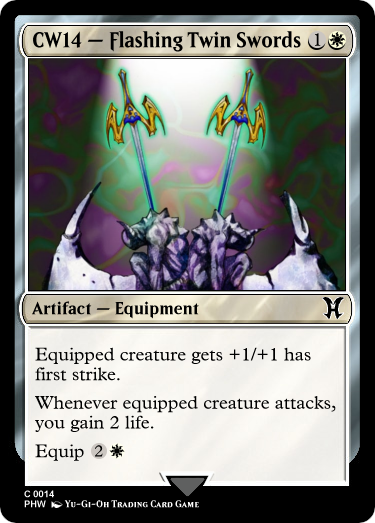 CW14 — Flashing Twin Swords 1
Artifact — Equipment
Equipped creature gets +1/+1 has
first strike.
Whenever equipped creature attacks,
you gain 2 life.
Equip 2
C 0014
PHW Yu-Gi-Oh Trading Card Game